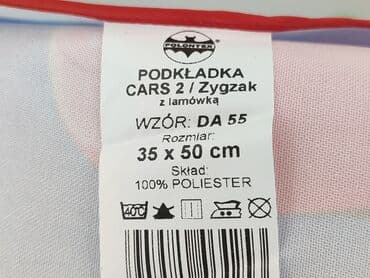 POLONTEX
PODKŁADKA
CARS 2 / Zygzak
z lamówką
WZÓR: DA 55
Rozmiar:
35 x 50 cm
Skład:
100% POLIESTER
40°C